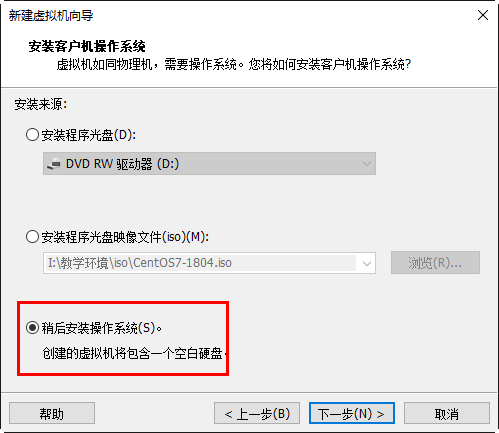 新建虚拟机向导
安装客户机操作系统
虚拟机如同物理机，需要操作系统。您将如何安装客户机操作系统?
安装来源:
安装程序光盘(D):
DVD RW 驱动器 (D:)
安装程序光盘映像文件(iso)(M):
I:\教学环境\iso\CentOS7-1804.iso
浏览(R)...
稍后安装操作系统(S)。
创建的虚拟机将包含一个空白硬盘。
帮助
< 上一步(B)
下一步(N) >
取消